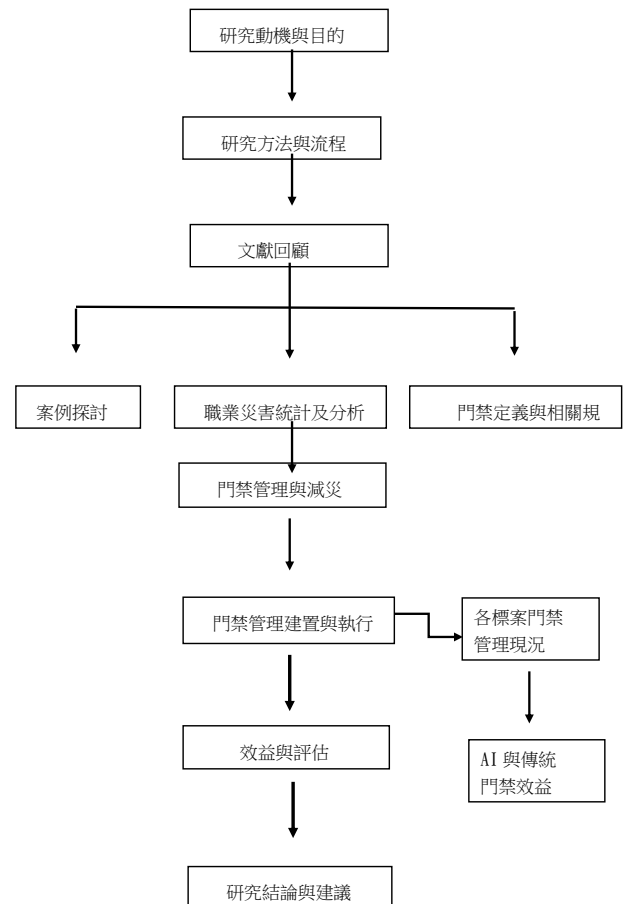 研究動機與目的
研究方法與流程
文獻回顧
案例探討
職業災害統計及分析
門禁定義與相關規
門禁管理與減災
門禁管理建置與執行
各標案門禁
管理現況
效益與評估
AI 與傳統
門禁效益
研究結論與建議